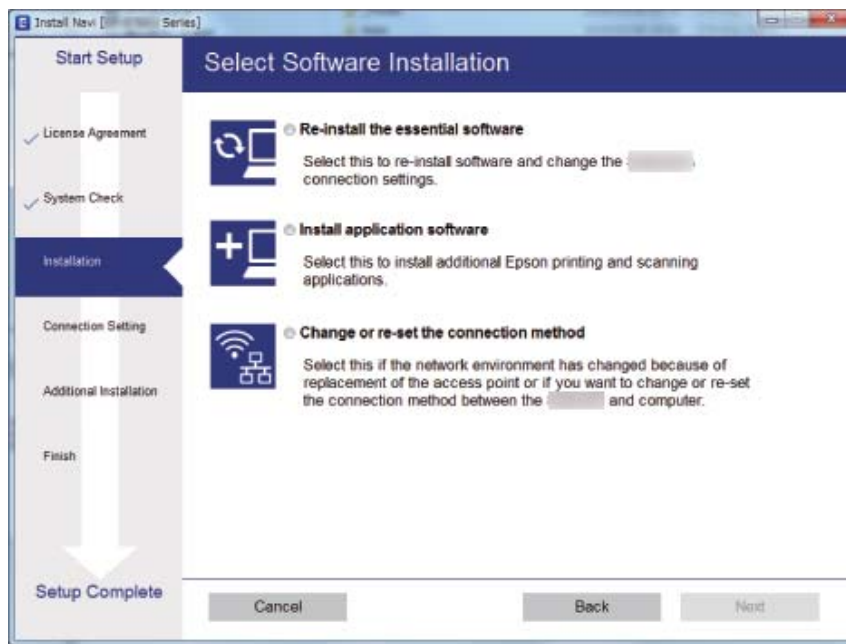 Install Navi [ Series]
Start Setup
License Agreement
System Check
Installation
Connection Setting
Additional Installation
Finish
Setup Complete
Select Software Installation
Re-install the essential software
Select this to re-install software and change the
connection settings.
Install application software
Select this to install additional Epson printing and scanning
applications.
Change or re-set the connection method
Select this if the network environment has changed because of
replacement of the access point or if you want to change or re-set
the connection method between the and computer.
Cancel
Back
Next